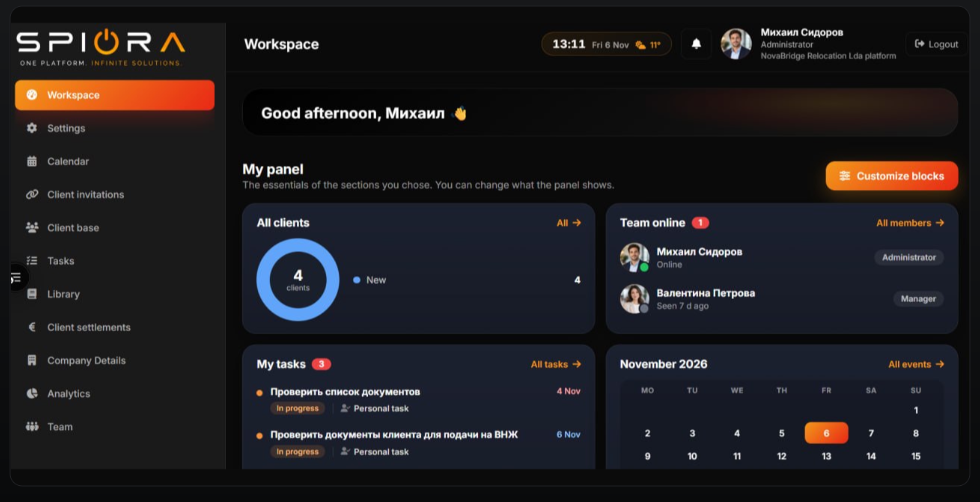 SPIORA
ONE PLATFORM. INFINITE SOLUTIONS.
Workspace
Settings
Calendar
Client invitations
Client base
Tasks
Library
€ Client settlements
Company Details
Analytics
Team
Workspace
13:11 Fri 6 Nov 11°
Михаил Сидоров
Administrator
NovaBridge Relocation Lda platform
Logout
Good afternoon, Михаил 👋
My panel
The essentials of the sections you chose. You can change what the panel shows.
Customize blocks
All clients
All →
4
clients
New 4
Team online 1
All members →
Михаил Сидоров
Online
Administrator
Валентина Петрова
Seen 7 d ago
Manager
My tasks 3
All tasks →
Проверить список документов 4 Nov
In progress Personal task
Проверить документы клиента для подачи на ВНЖ 6 Nov
In progress Personal task
November 2026
All events →
MO TU WE TH FR SA SU
1
2 3 4 5 6 7 8
9 10 11 12 13 14 15